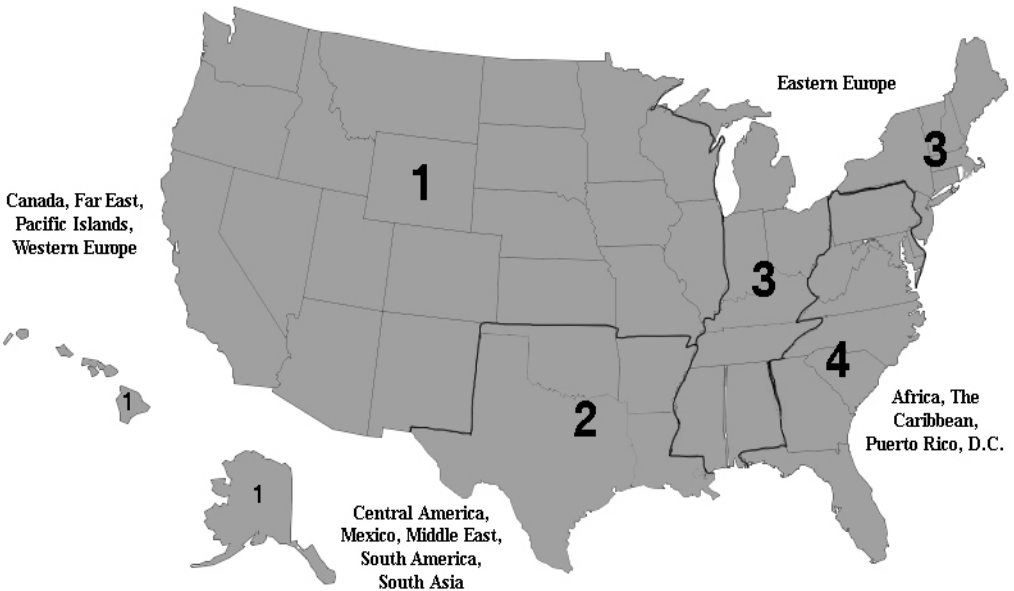 Eastern Europe
3
1
Canada, Far East,
Pacific Islands,
Western Europe
3
4
1
2
Africa, The
Caribbean,
Puerto Rico, D.C.
1
Central America,
Mexico, Middle East,
South America,
South Asia